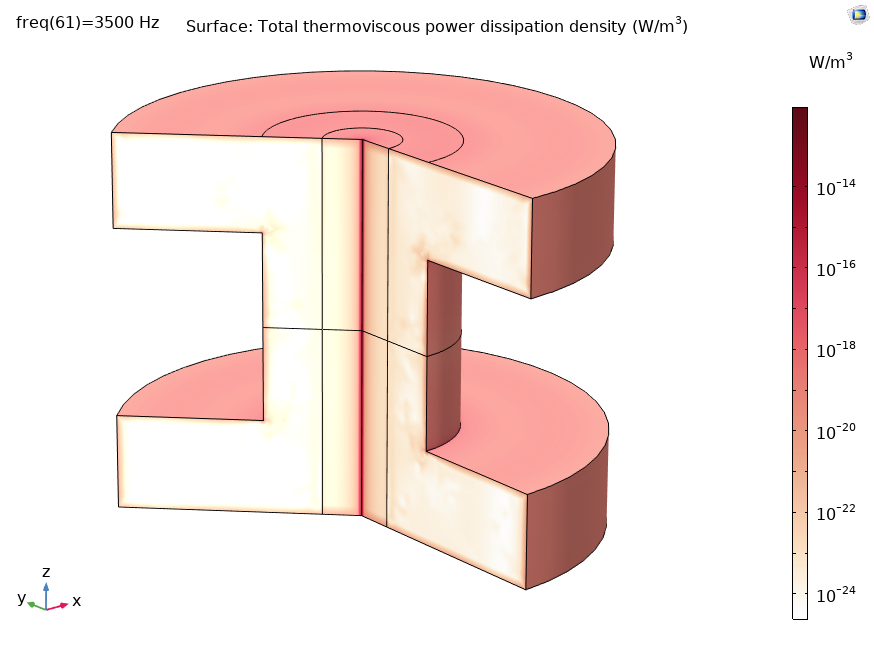 freq(61)=3500 Hz Surface: Total thermoviscous power dissipation density (W/m³)
W/m³
10⁻¹⁴
10⁻¹⁶
10⁻¹⁸
10⁻²⁰
10⁻²²
10⁻²⁴
z
y x